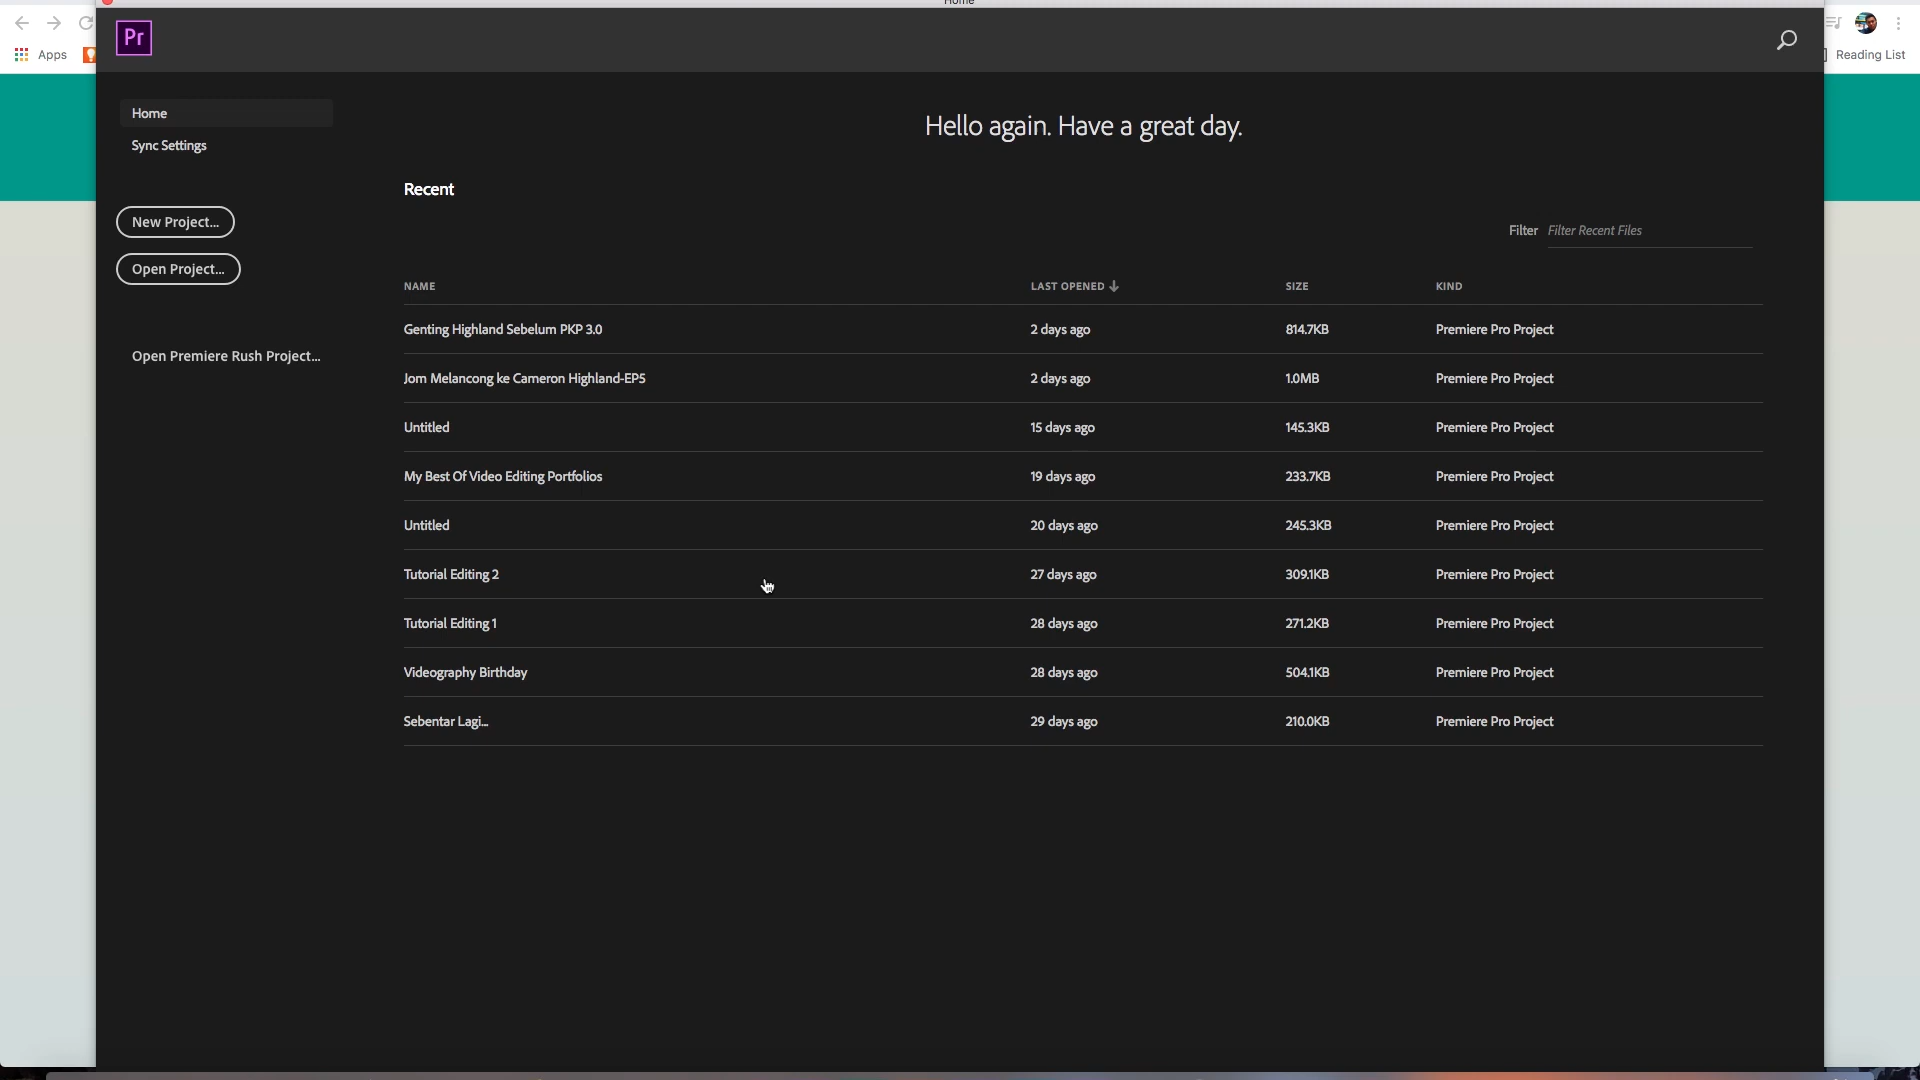 Home
Pr
Apps
Reading List
Home
Sync Settings
New Project...
Open Project...
Open Premiere Rush Project...
Hello again. Have a great day.
Recent
Filter Filter Recent Files
NAME LAST OPENED SIZE KIND
Genting Highland Sebelum PKP 3.0 2 days ago 814.7KB Premiere Pro Project
Jom Melancong ke Cameron Highland-EP5 2 days ago 1.0MB Premiere Pro Project
Untitled 15 days ago 145.3KB Premiere Pro Project
My Best Of Video Editing Portfolios 19 days ago 233.7KB Premiere Pro Project
Untitled 20 days ago 245.3KB Premiere Pro Project
Tutorial Editing 2 27 days ago 309.1KB Premiere Pro Project
Tutorial Editing 1 28 days ago 271.2KB Premiere Pro Project
Videography Birthday 28 days ago 504.1KB Premiere Pro Project
Sebentar Lagi... 29 days ago 210.0KB Premiere Pro Project